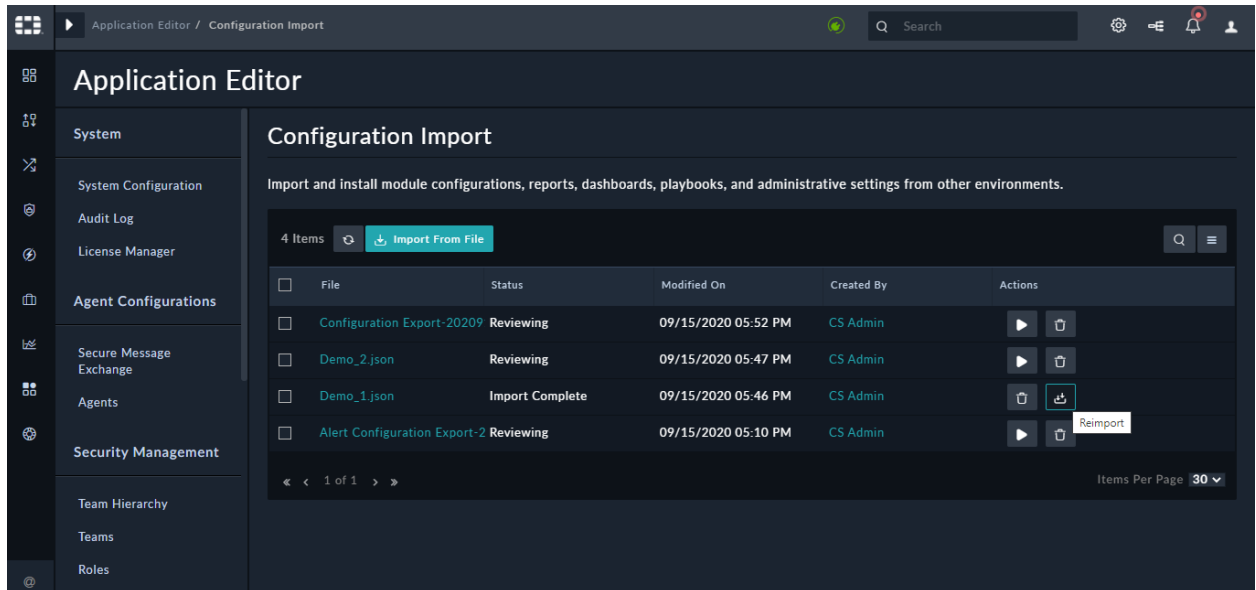 Application Editor / Configuration Import
Search
Application Editor
System
System Configuration
Audit Log
License Manager
Agent Configurations
Secure Message
Exchange
Agents
Security Management
Team Hierarchy
Teams
Roles
@
Configuration Import
Import and install module configurations, reports, dashboards, playbooks, and administrative settings from other environments.
4 Items Import From File
File Status Modified On Created By Actions
Configuration Export-20209 Reviewing 09/15/2020 05:52 PM CS Admin
Demo_2.json Reviewing 09/15/2020 05:47 PM CS Admin
Demo_1.json Import Complete 09/15/2020 05:46 PM CS Admin
Reimport
Alert Configuration Export-2 Reviewing 09/15/2020 05:10 PM CS Admin
« ‹ 1 of 1 › » Items Per Page 30